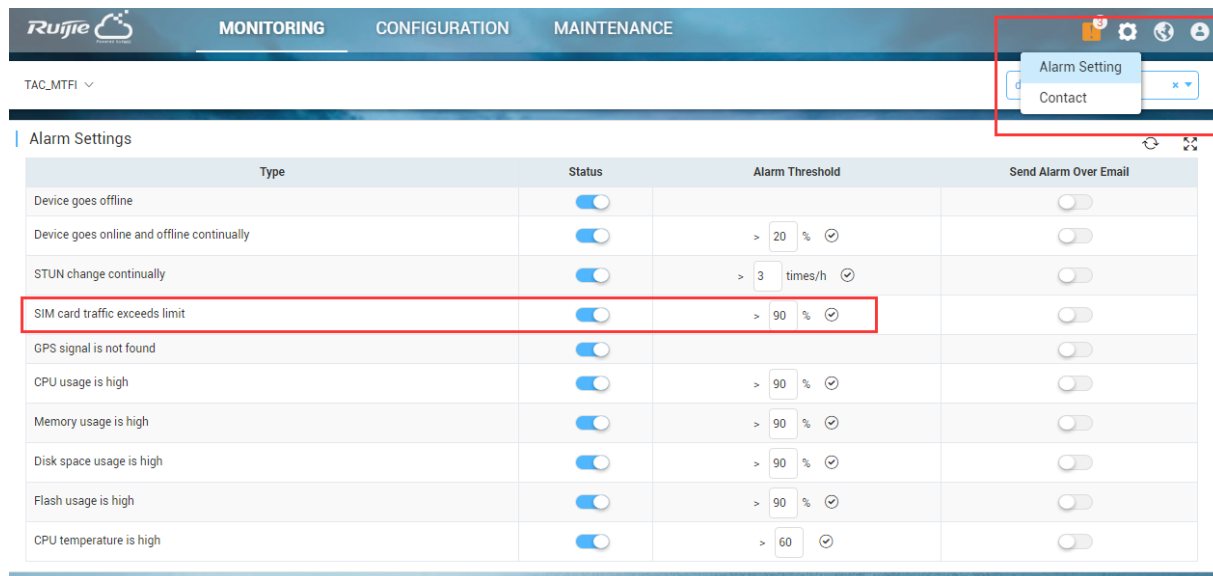 Ruijie MONITORING CONFIGURATION MAINTENANCE 3
Alarm Setting
TAC_MTFI
Contact
Alarm Settings
Type Status Alarm Threshold Send Alarm Over Email
Device goes offline
Device goes online and offline continually > 20 %
STUN change continually > 3 times/h
SIM card traffic exceeds limit > 90 %
GPS signal is not found
CPU usage is high > 90 %
Memory usage is high > 90 %
Disk space usage is high > 90 %
Flash usage is high > 90 %
CPU temperature is high > 60